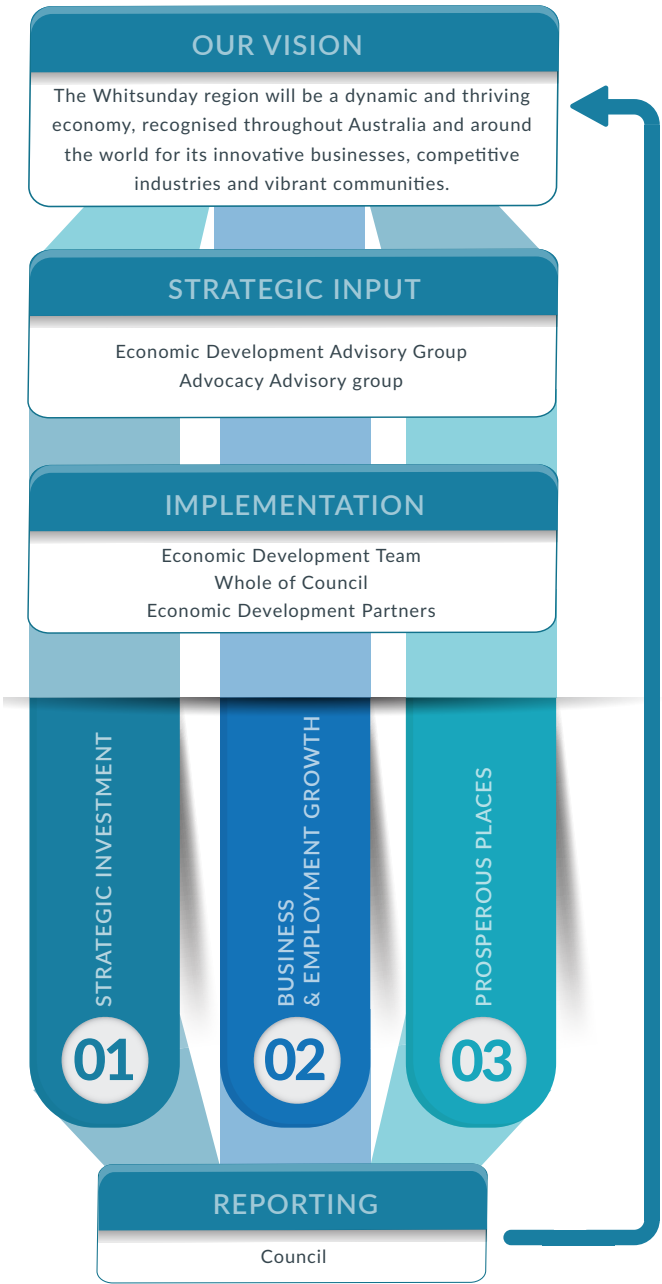 OUR VISION
The Whitsunday region will be a dynamic and thriving
economy, recognised throughout Australia and around
the world for its innovative businesses, competitive
industries and vibrant communities.
STRATEGIC INPUT
Economic Development Advisory Group
Advocacy Advisory group
IMPLEMENTATION
Economic Development Team
Whole of Council
Economic Development Partners
STRATEGIC INVESTMENT
01
BUSINESS
& EMPLOYMENT GROWTH
02
PROSPEROUS PLACES
03
REPORTING
Council